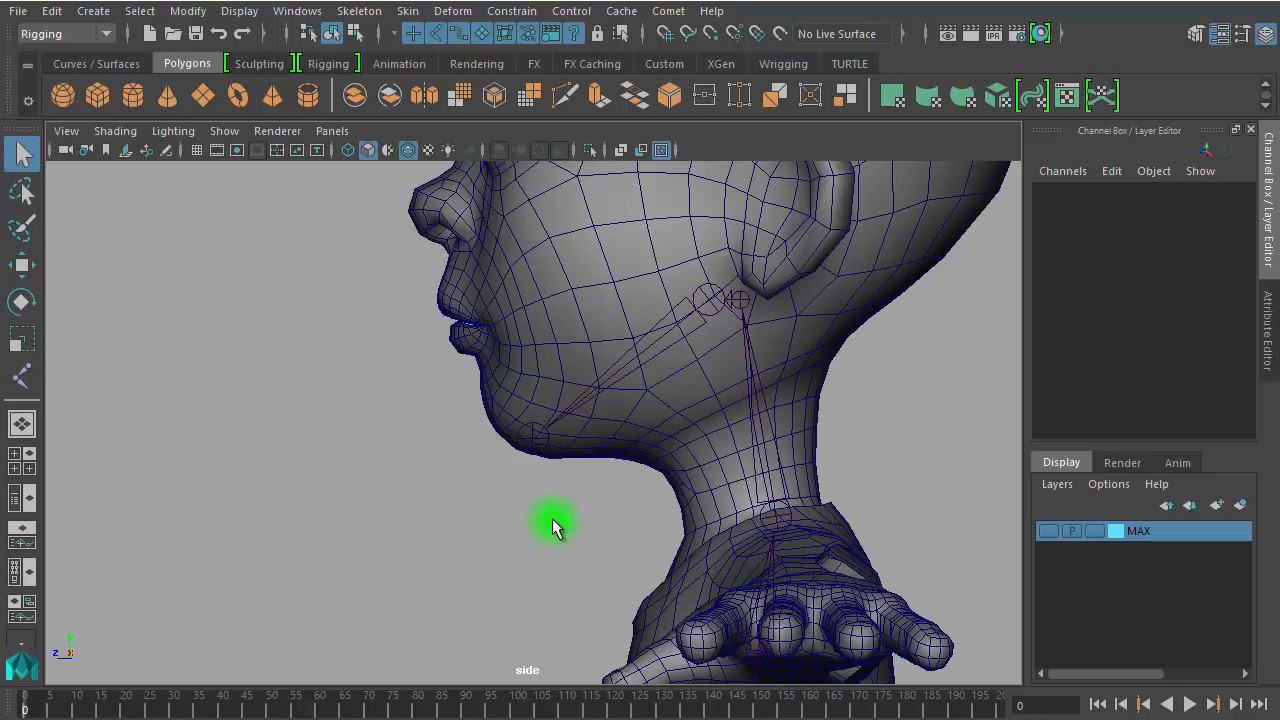 File Edit Create Select Modify Display Windows Skeleton Skin Deform Constrain Control Cache Comet Help
Rigging No Live Surface
Curves / Surfaces Polygons Sculpting Rigging Animation Rendering FX FX Caching Custom XGen Wrigging TURTLE
View Shading Lighting Show Renderer Panels
Channel Box / Layer Editor
Channels Edit Object Show
Channel Box / Layer Editor
Attribute Editor
Display Render Anim
Layers Options Help
P MAX
y
z x
side
0 5 10 15 20 25 30 35 40 45 50 55 60 65 70 75 80 85 90 95 100 105 110 115 120 125 130 135 140 145 150 155 160 165 170 175 180 185 190 195 20
0
0